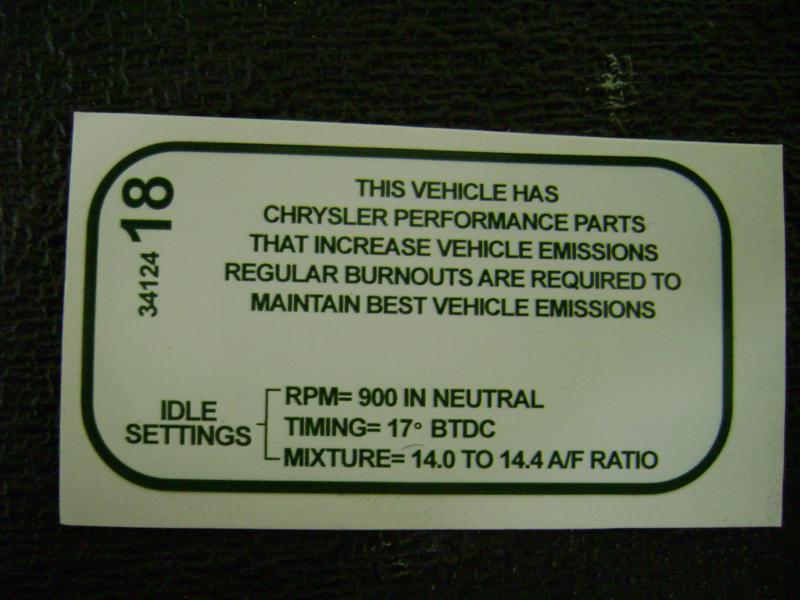 34124 18
THIS VEHICLE HAS
CHRYSLER PERFORMANCE PARTS
THAT INCREASE VEHICLE EMISSIONS
REGULAR BURNOUTS ARE REQUIRED TO
MAINTAIN BEST VEHICLE EMISSIONS
IDLE
SETTINGS
RPM= 900 IN NEUTRAL
TIMING= 17° BTDC
MIXTURE= 14.0 TO 14.4 A/F RATIO